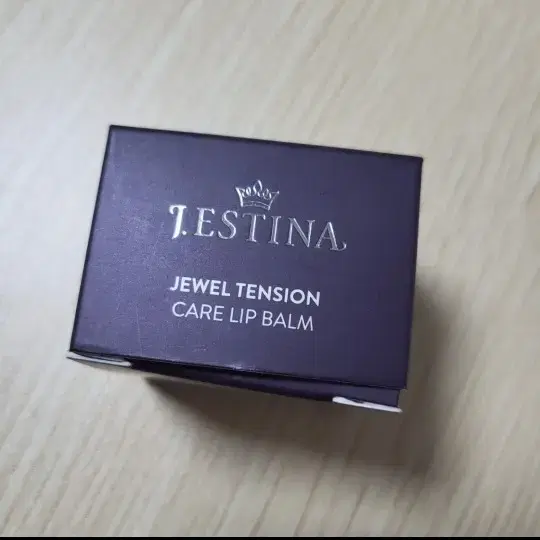 J.ESTINA
JEWEL TENSION
CARE LIP BALM